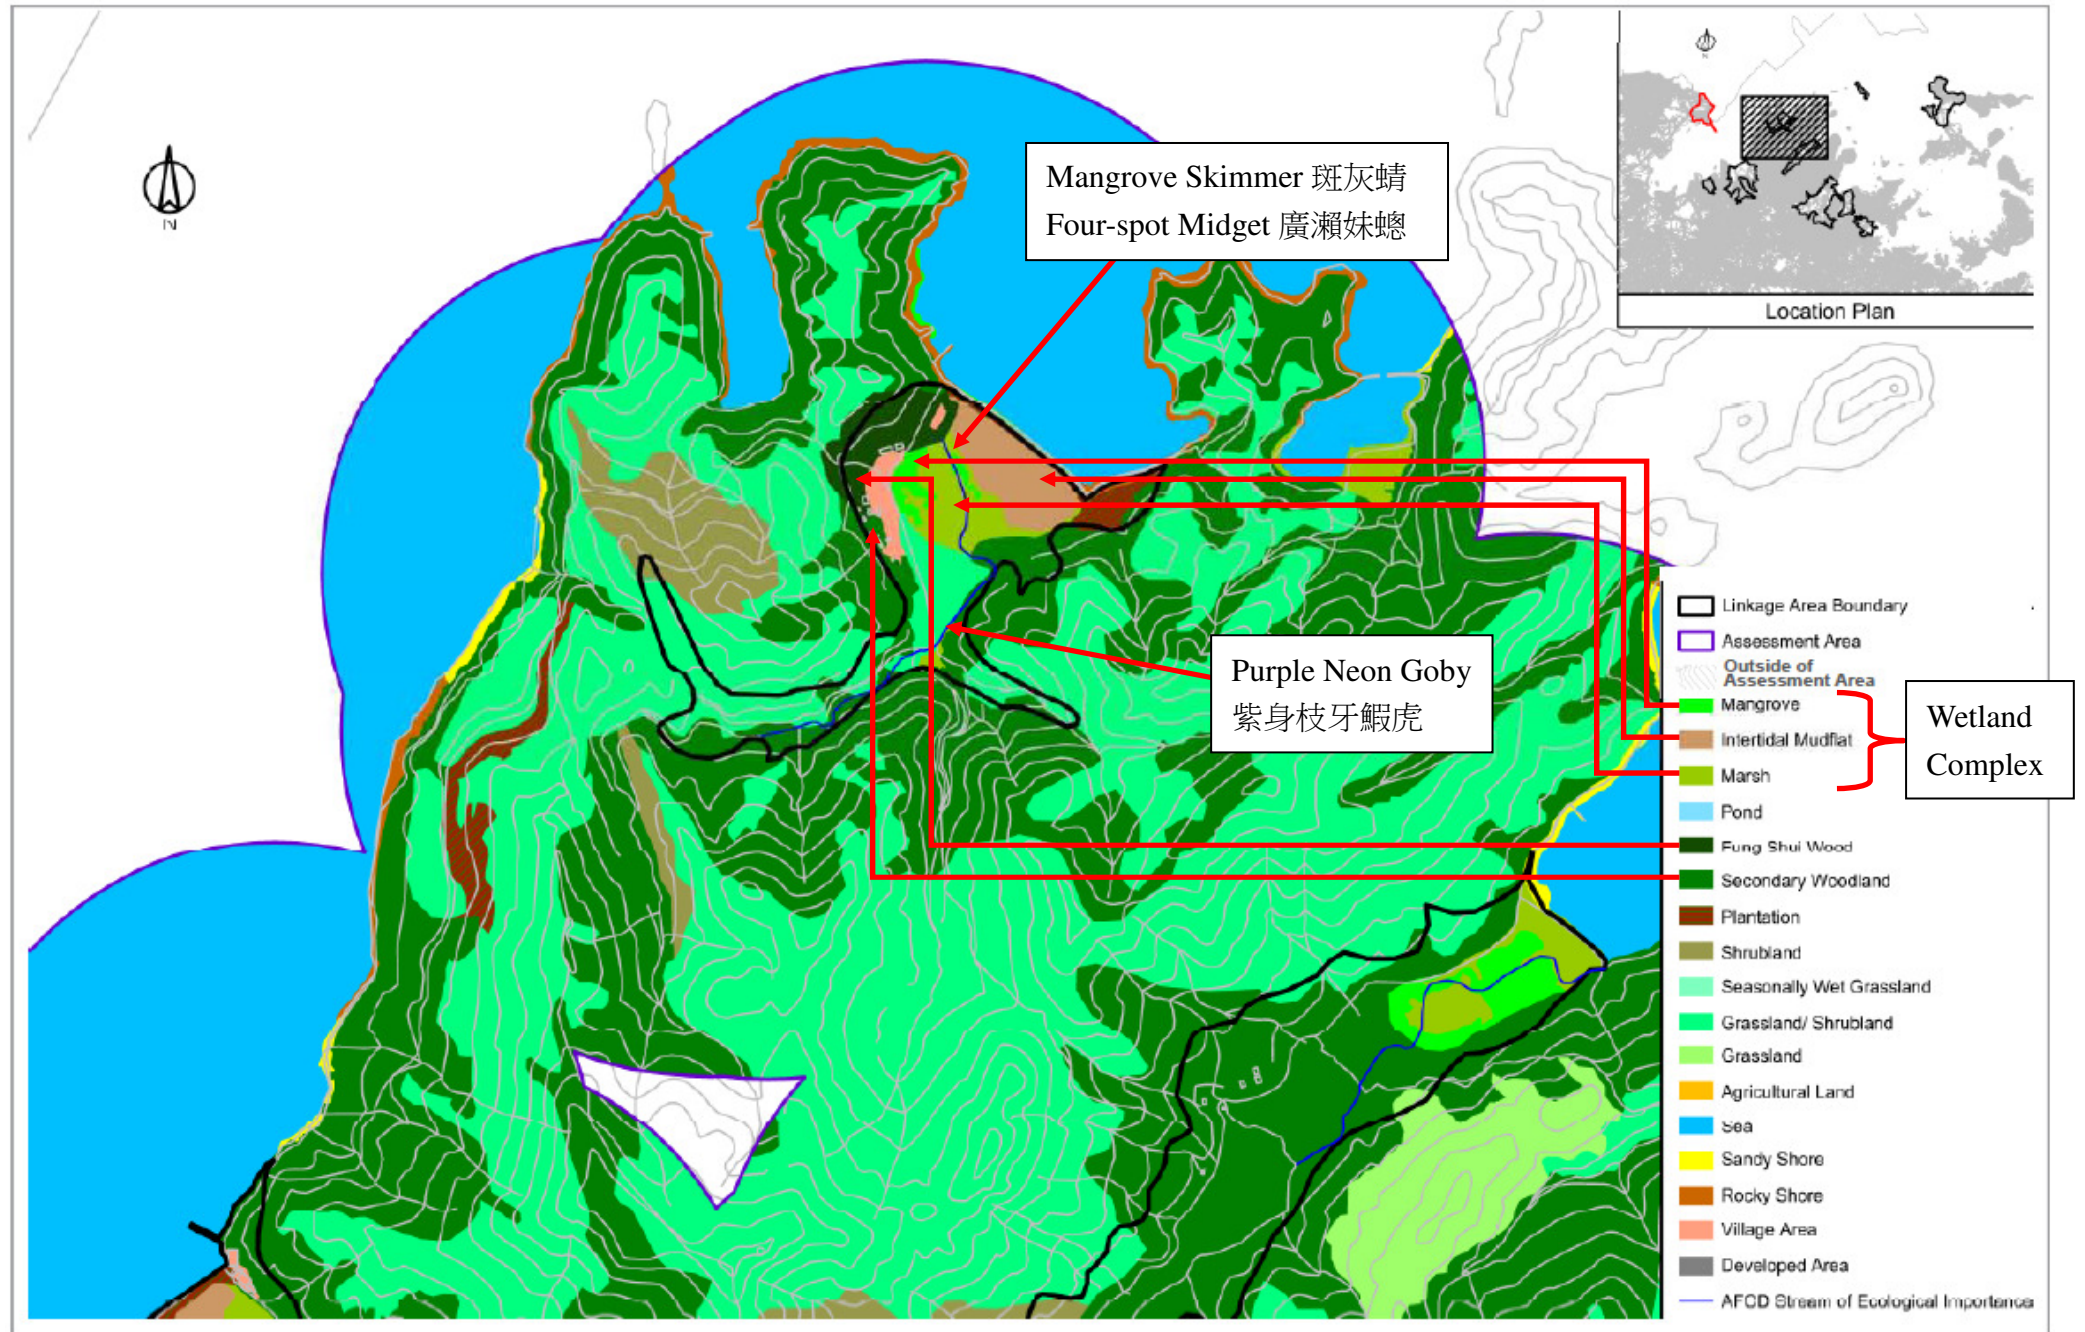 N
N
Location Plan
Mangrove Skimmer 斑灰蜻
Four-spot Midget 廣瀨妹蟌
Purple Neon Goby
紫身枝牙鰕虎
Linkage Area Boundary
Assessment Area
Outside of
Assessment Area
Mangrove
Intertidal Mudflat
Marsh
Pond
Fung Shui Wood
Secondary Woodland
Plantation
Shrubland
Seasonally Wet Grassland
Grassland/ Shrubland
Grassland
Agricultural Land
Sea
Sandy Shore
Rocky Shore
Village Area
Developed Area
AFCD Stream of Ecological Importance
Wetland
Complex